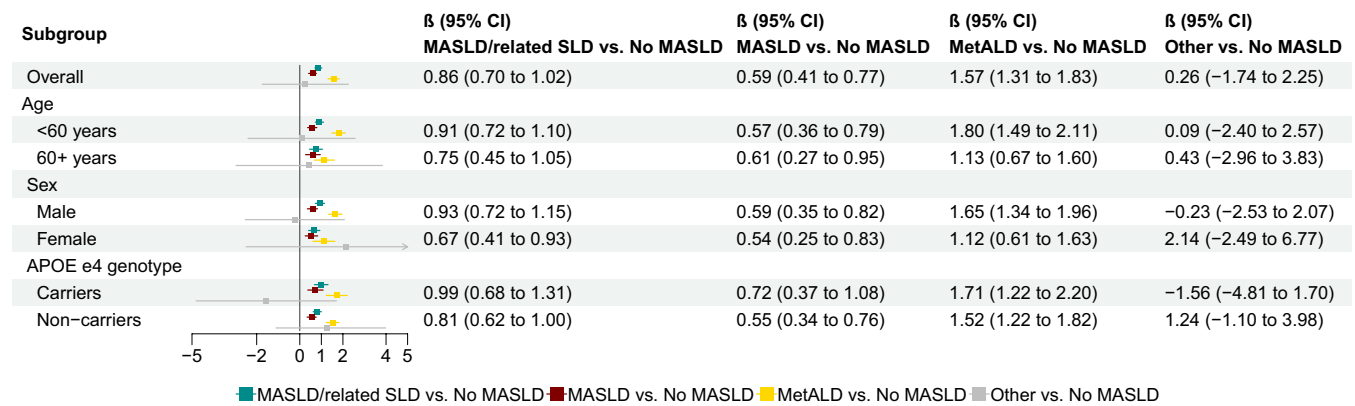 Subgroup
ß (95% CI) ß (95% CI) ß (95% CI) ß (95% CI)
MASLD/related SLD vs. No MASLD MASLD vs. No MASLD MetALD vs. No MASLD Other vs. No MASLD
Overall 0.86 (0.70 to 1.02) 0.59 (0.41 to 0.77) 1.57 (1.31 to 1.83) 0.26 (−1.74 to 2.25)
Age
<60 years 0.91 (0.72 to 1.10) 0.57 (0.36 to 0.79) 1.80 (1.49 to 2.11) 0.09 (−2.40 to 2.57)
60+ years 0.75 (0.45 to 1.05) 0.61 (0.27 to 0.95) 1.13 (0.67 to 1.60) 0.43 (−2.96 to 3.83)
Sex
Male 0.93 (0.72 to 1.15) 0.59 (0.35 to 0.82) 1.65 (1.34 to 1.96) −0.23 (−2.53 to 2.07)
Female 0.67 (0.41 to 0.93) 0.54 (0.25 to 0.83) 1.12 (0.61 to 1.63) 2.14 (−2.49 to 6.77)
APOE e4 genotype
Carriers 0.99 (0.68 to 1.31) 0.72 (0.37 to 1.08) 1.71 (1.22 to 2.20) −1.56 (−4.81 to 1.70)
Non−carriers 0.81 (0.62 to 1.00) 0.55 (0.34 to 0.76) 1.52 (1.22 to 1.82) 1.24 (−1.10 to 3.98)
−5 −2 0 1 2 4 5
MASLD/related SLD vs. No MASLD MASLD vs. No MASLD MetALD vs. No MASLD Other vs. No MASLD